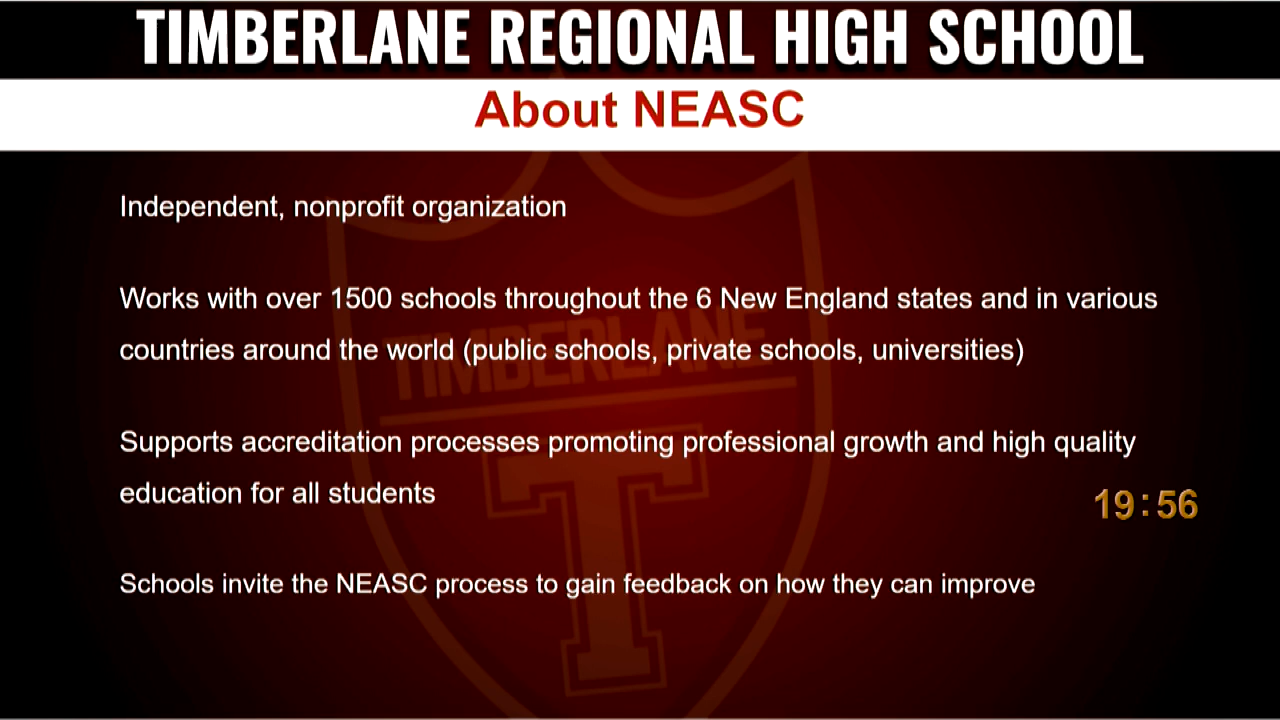 TIMBERLANE REGIONAL HIGH SCHOOL
About NEASC
Independent, nonprofit organization
Works with over 1500 schools throughout the 6 New England states and in various
countries around the world (public schools, private schools, universities)
TIMBERLANE
Supports accreditation processes promoting professional growth and high quality
education for all students
19:56
T
Schools invite the NEASC process to gain feedback on how they can improve